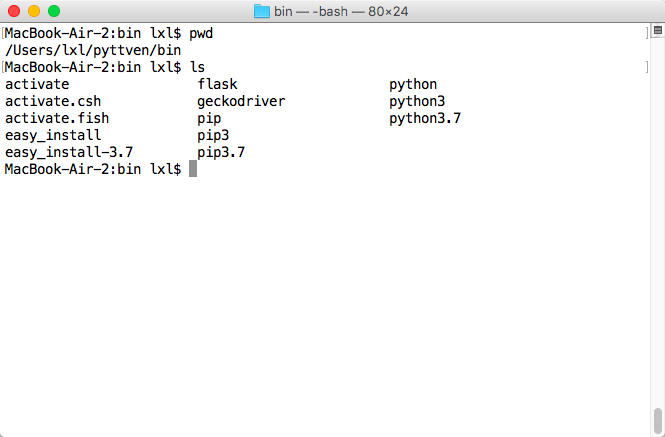 bin — -bash — 80×24
[MacBook-Air-2:bin lxl$ pwd ]
/Users/lxl/pyttven/bin
[MacBook-Air-2:bin lxl$ ls ]
activate flask python
activate.csh geckodriver python3
activate.fish pip python3.7
easy_install pip3
easy_install-3.7 pip3.7
MacBook-Air-2:bin lxl$